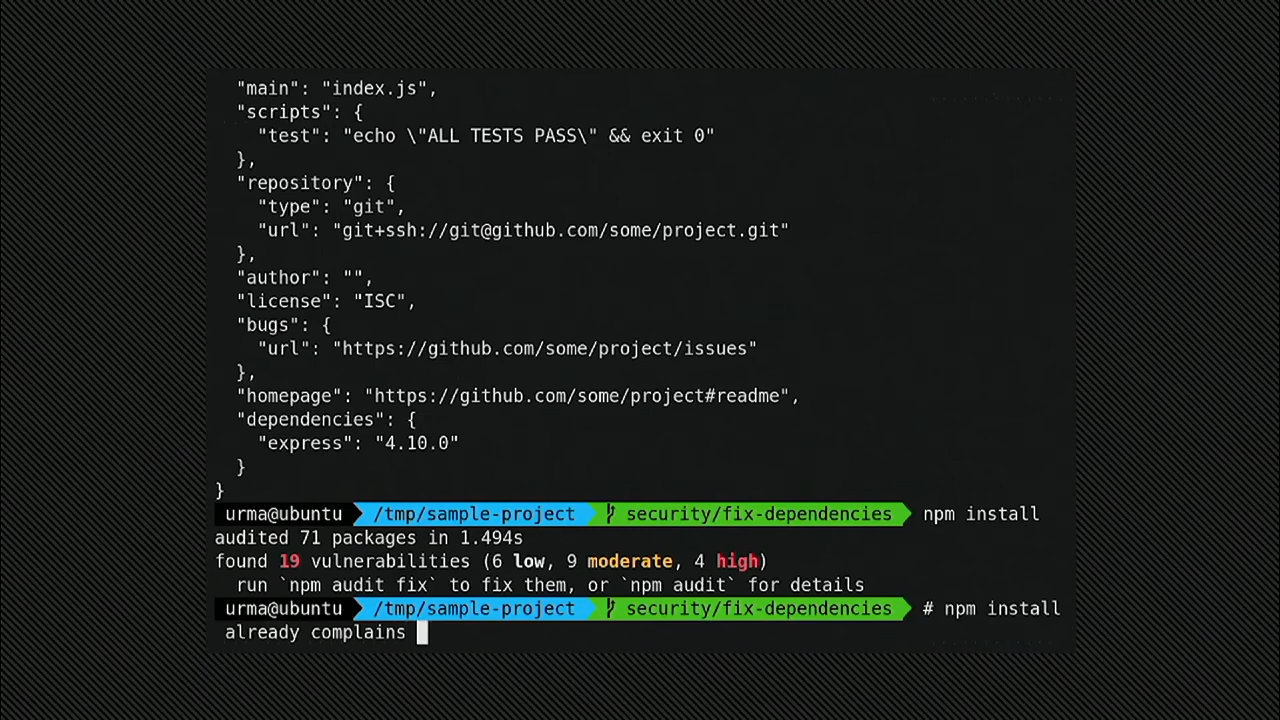 "main": "index.js",
"scripts": {
"test": "echo \"ALL TESTS PASS\" && exit 0"
},
"repository": {
"type": "git",
"url": "git+ssh://git@github.com/some/project.git"
},
"author": "",
"license": "ISC",
"bugs": {
"url": "https://github.com/some/project/issues"
},
"homepage": "https://github.com/some/project#readme",
"dependencies": {
"express": "4.10.0"
}
}
urma@ubuntu /tmp/sample-project security/fix-dependencies npm install
audited 71 packages in 1.494s
found 19 vulnerabilities (6 low, 9 moderate, 4 high)
run `npm audit fix` to fix them, or `npm audit` for details
urma@ubuntu /tmp/sample-project security/fix-dependencies # npm install
already complains